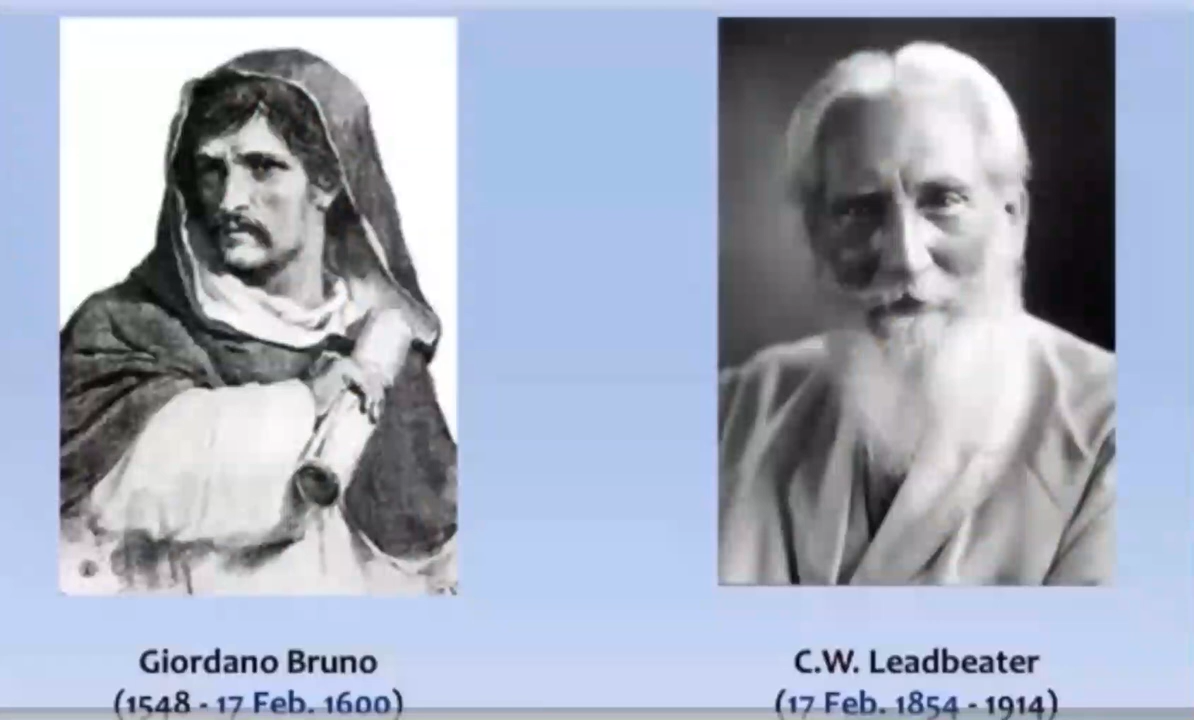 Giordano Bruno
(1548 - 17 Feb. 1600)
C.W. Leadbeater
(17 Feb. 1854 - 1914)